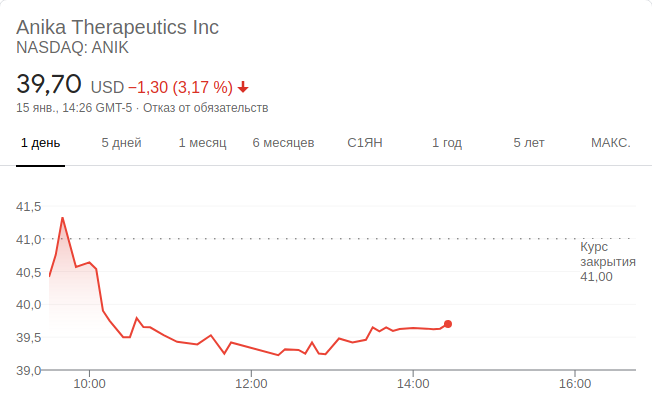 Anika Therapeutics Inc
NASDAQ: ANIK
39,70 USD −1,30 (3,17 %)
15 янв., 14:26 GMT-5 · Отказ от обязательств
1 день 5 дней 1 месяц 6 месяцев С1ЯН 1 год 5 лет МАКС.
41,5
41,0
Курс
закрытия
41,00
40,5
40,0
39,5
39,0
10:00 12:00 14:00 16:00